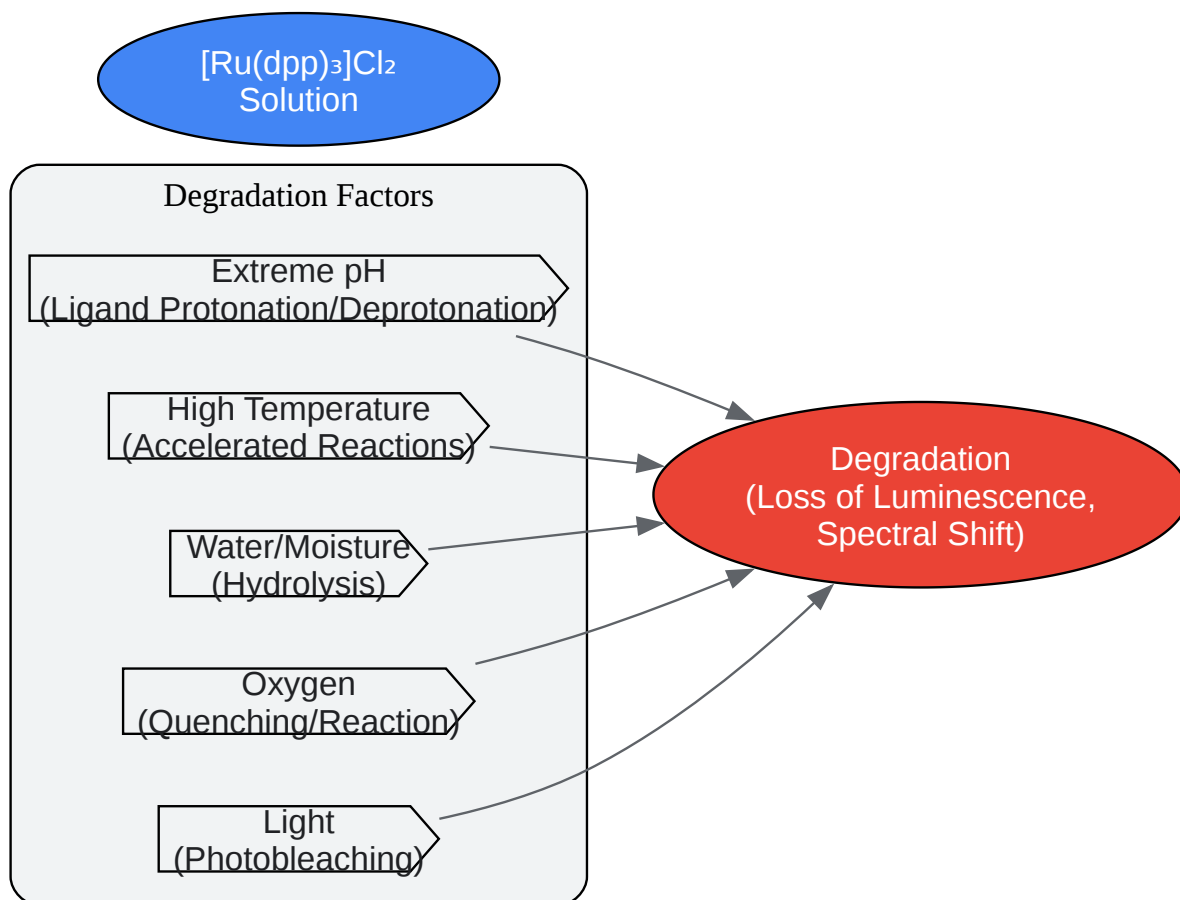 [Ru(dpp)₃]Cl₂
Solution
Degradation Factors
Extreme pH
(Ligand Protonation/Deprotonation)
High Temperature
(Accelerated Reactions)
Water/Moisture
(Hydrolysis)
Oxygen
(Quenching/Reaction)
Light
(Photobleaching)
Degradation
(Loss of Luminescence,
Spectral Shift)